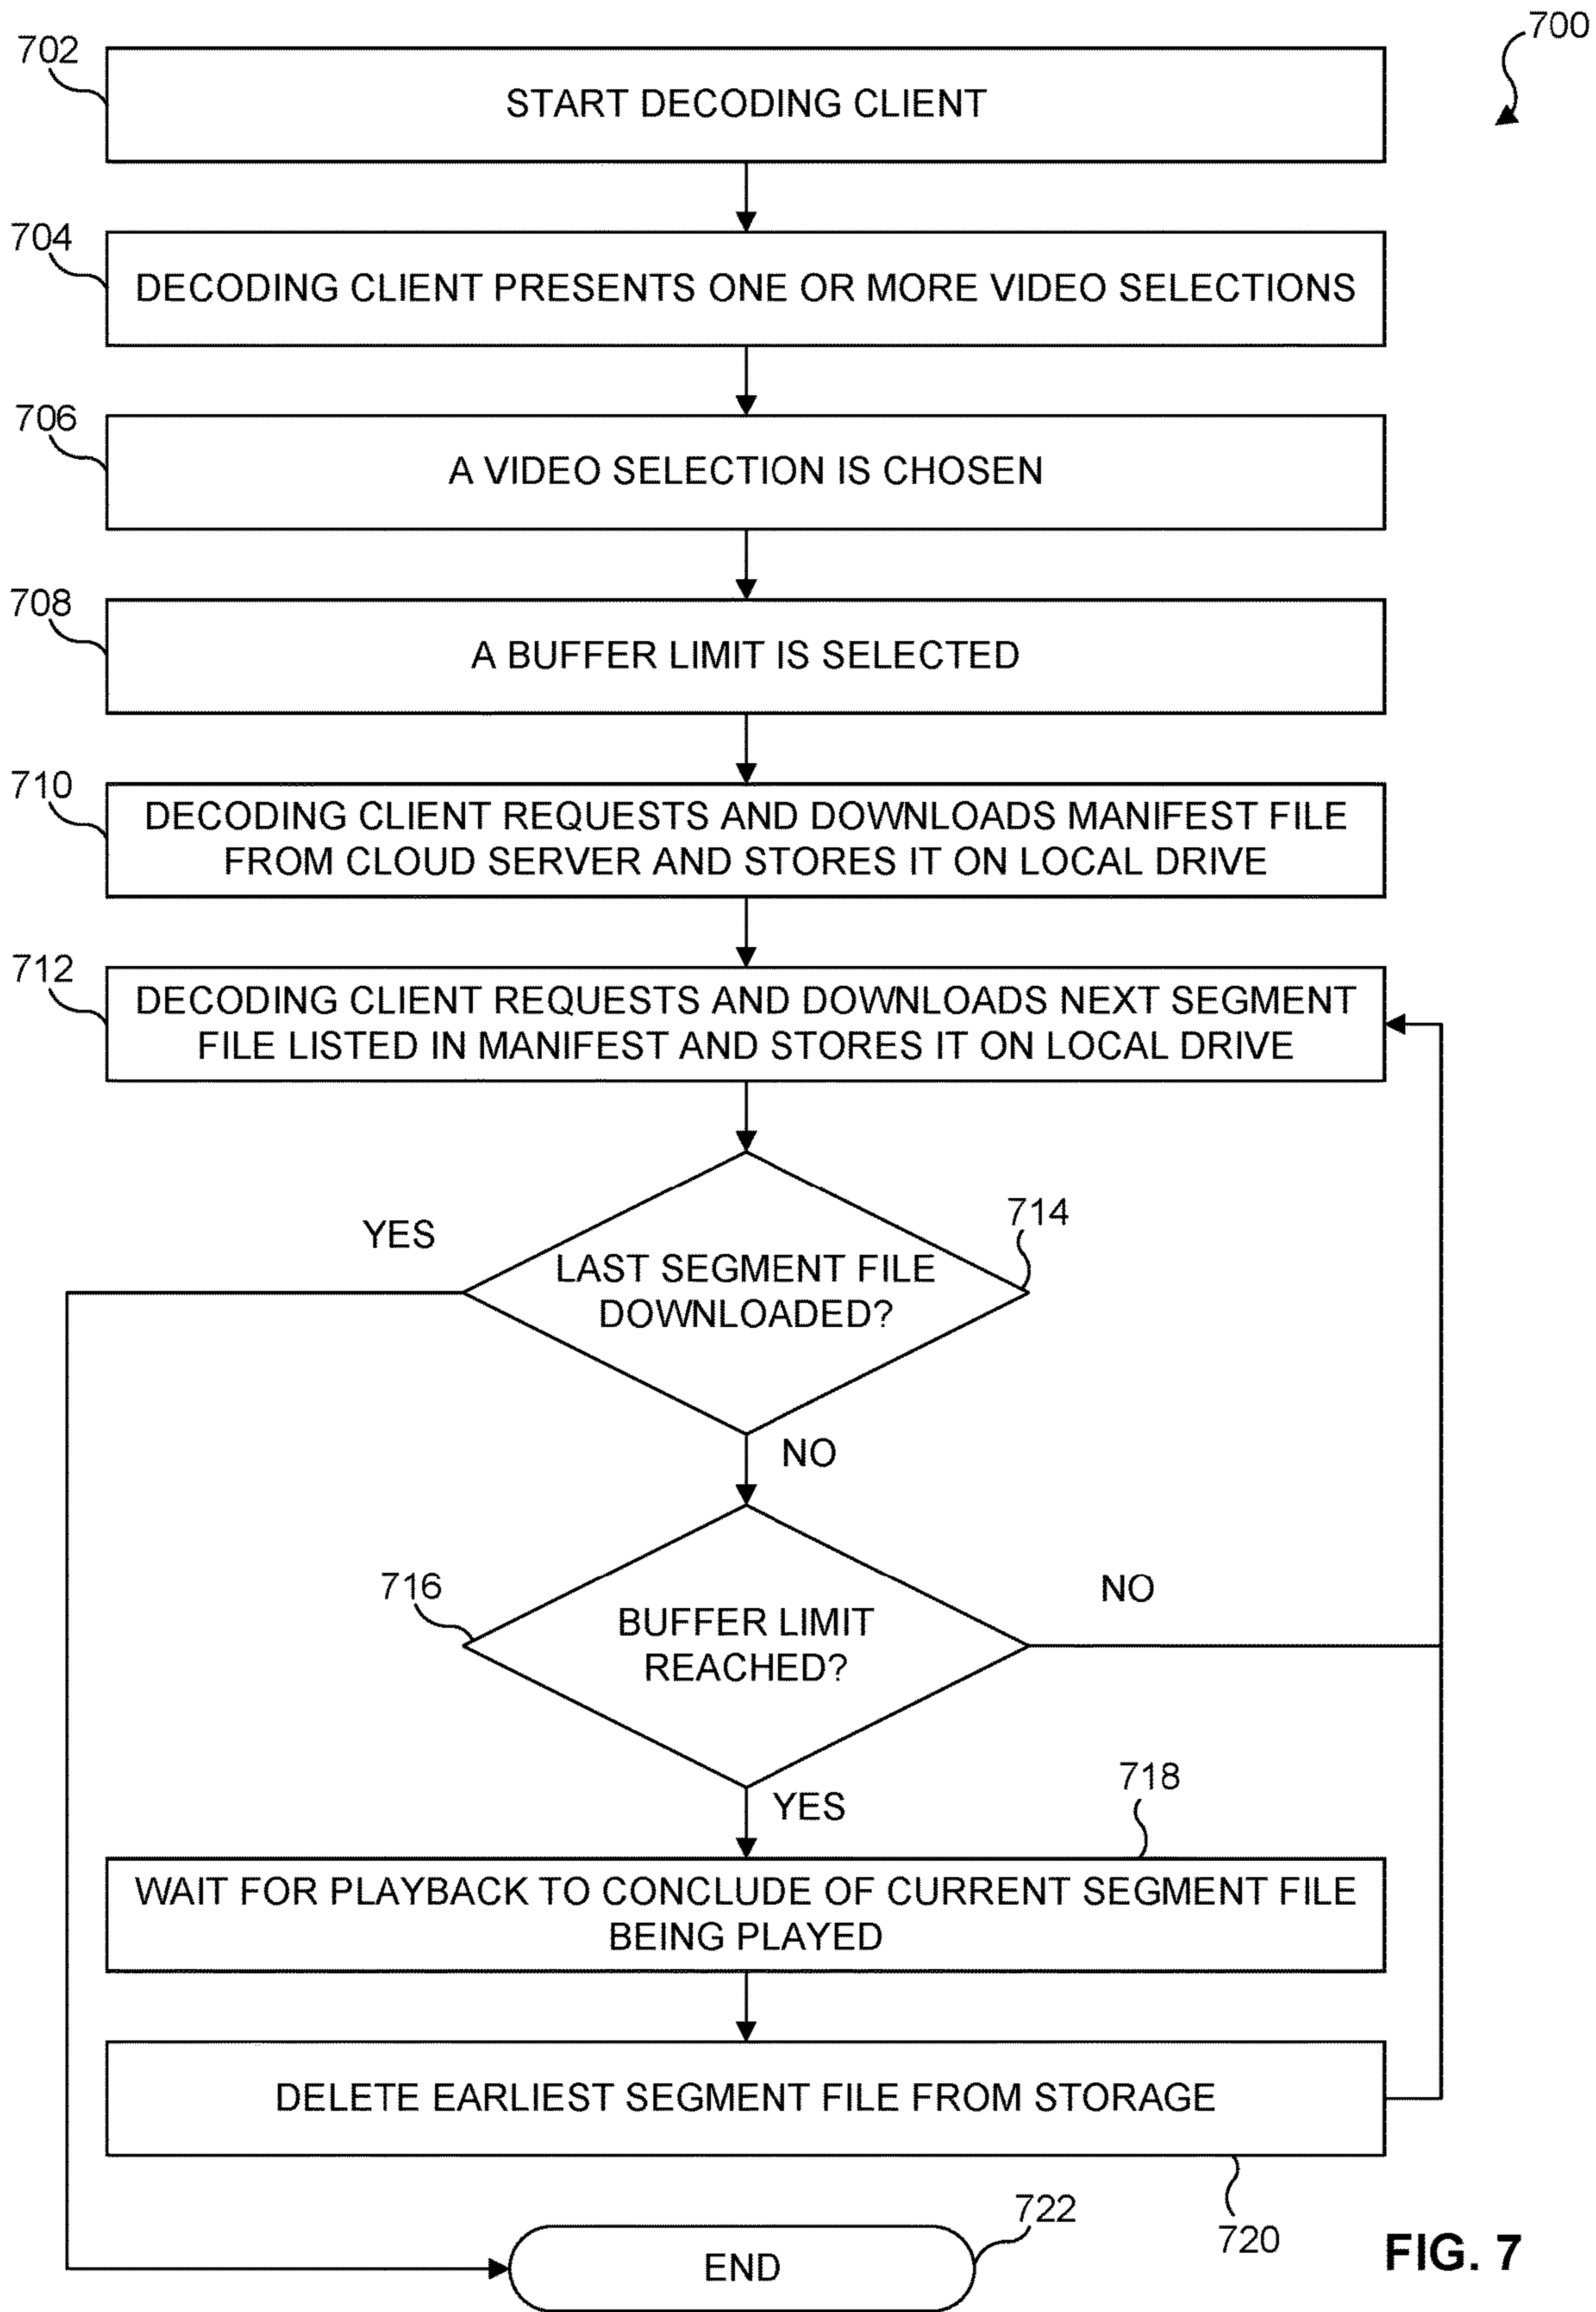 700
702
START DECODING CLIENT
704
DECODING CLIENT PRESENTS ONE OR MORE VIDEO SELECTIONS
706
A VIDEO SELECTION IS CHOSEN
708
A BUFFER LIMIT IS SELECTED
710
DECODING CLIENT REQUESTS AND DOWNLOADS MANIFEST FILE
FROM CLOUD SERVER AND STORES IT ON LOCAL DRIVE
712
DECODING CLIENT REQUESTS AND DOWNLOADS NEXT SEGMENT
FILE LISTED IN MANIFEST AND STORES IT ON LOCAL DRIVE
714
YES
LAST SEGMENT FILE
DOWNLOADED?
NO
716
NO
BUFFER LIMIT
REACHED?
718
YES
WAIT FOR PLAYBACK TO CONCLUDE OF CURRENT SEGMENT FILE
BEING PLAYED
DELETE EARLIEST SEGMENT FILE FROM STORAGE
722
720
FIG. 7
END